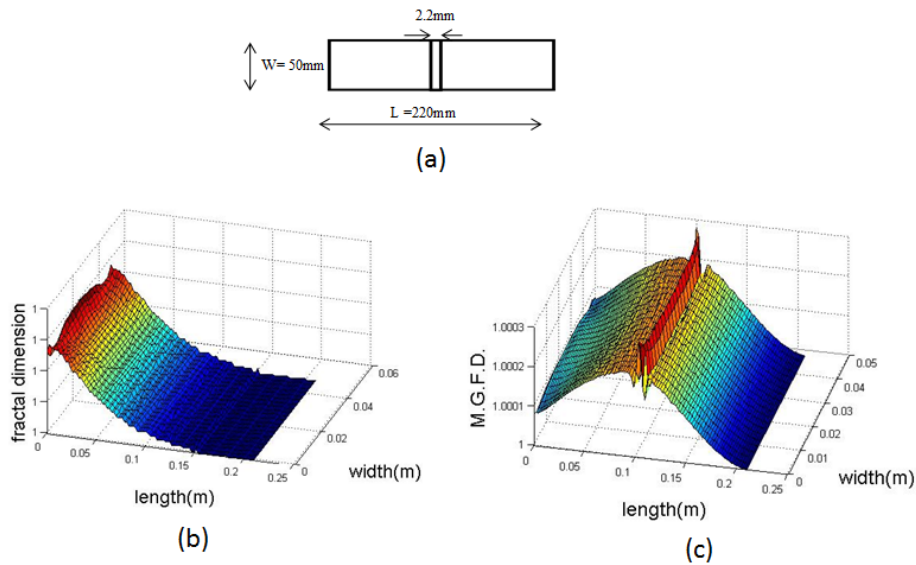 2.2mm
W= 50mm
L =220mm
(a)
fractal dimension
1
1
1
1
1
0
0.05
0.1
0.15
0.2
0.25
length(m)
0
0.02
0.04
0.06
width(m)
(b)
M.G.F.D.
1.0003
1.0002
1.0001
1
0
0.05
0.1
0.15
0.2
0.25
length(m)
0
0.01
0.02
0.03
0.04
0.05
width(m)
(c)